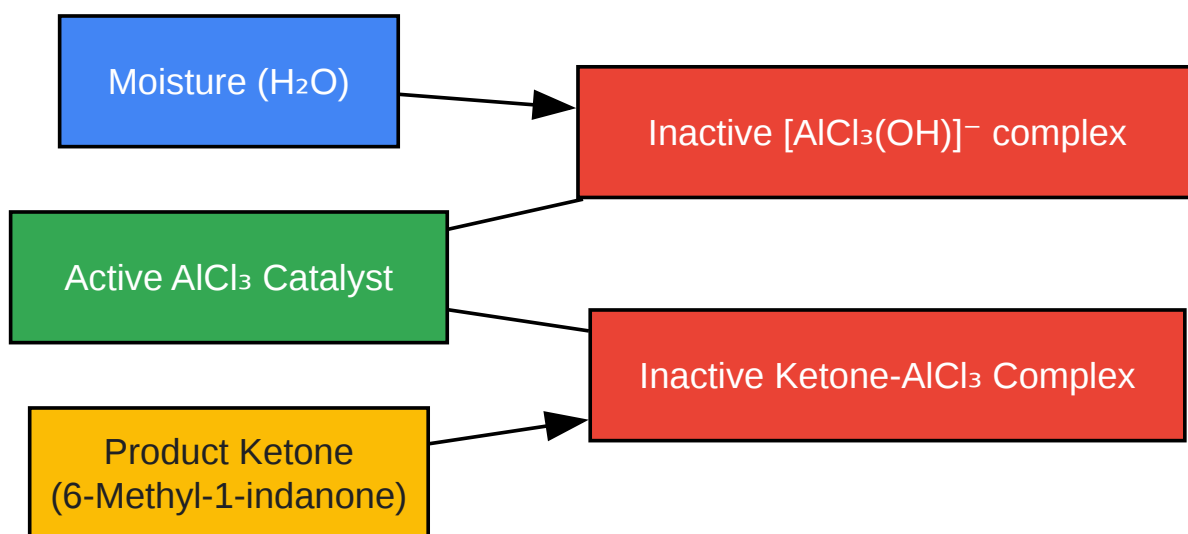 Moisture (H₂O)
Inactive [AlCl₃(OH)]⁻ complex
Active AlCl₃ Catalyst
Inactive Ketone-AlCl₃ Complex
Product Ketone
(6-Methyl-1-indanone)